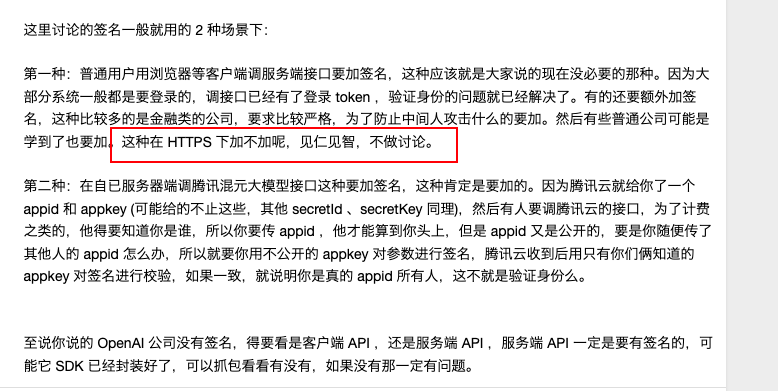 这里讨论的签名一般就用的 2 种场景下：
第一种：普通用户用浏览器等客户端调服务端接口要加签名，这种应该就是大家说的现在没必要的那种。因为大
部分系统一般都是要登录的，调接口已经有了登录 token ，验证身份的问题就已经解决了。有的还要额外加签
名，这种比较多的是金融类的公司，要求比较严格，为了防止中间人攻击什么的要加。然后有些普通公司可能是
学到了也要加。这种在 HTTPS 下加不加呢，见仁见智，不做讨论。
第二种：在自已服务器端调腾讯混元大模型接口这种要加签名，这种肯定是要加的。因为腾讯云就给你了一个
appid 和 appkey (可能给的不止这些，其他 secretId 、secretKey 同理)，然后有人要调腾讯云的接口，为了计费
之类的，他得要知道你是谁，所以你要传 appid ，他才能算到你头上，但是 appid 又是公开的，要是你随便传了
其他人的 appid 怎么办，所以就要你用不公开的 appkey 对参数进行签名，腾讯云收到后用只有你们俩知道的
appkey 对签名进行校验，如果一致，就说明你是真的 appid 所有人，这不就是验证身份么。
至说你说的 OpenAI 公司没有签名，得要看是客户端 API ，还是服务端 API ，服务端 API 一定是要有签名的，可
能它 SDK 已经封装好了，可以抓包看看有没有，如果没有那一定有问题。